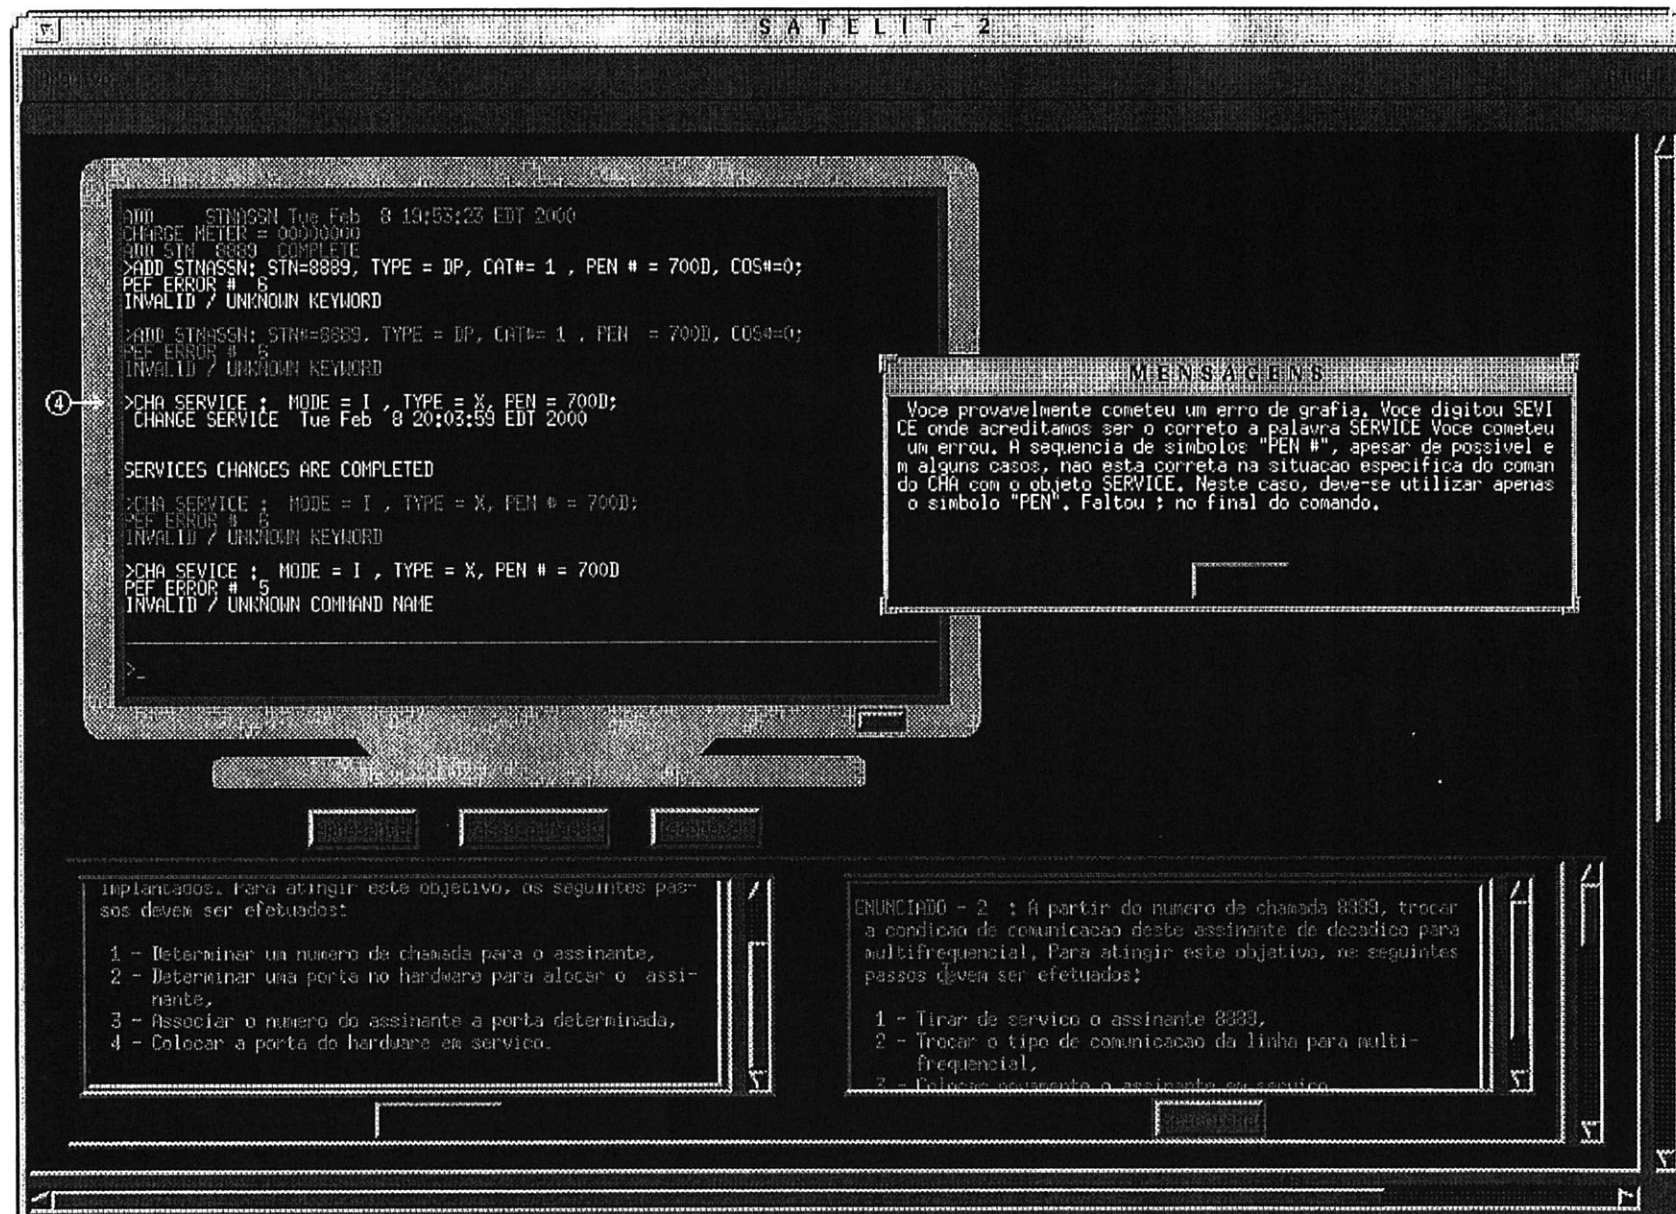 SATELIT - 2
ADD STNASSN Tue Feb 8 19:53:23 EDT 2000
CHARGE METER = 00000000
ADD STN 8889 COMPLETE
>ADD STNASSN: STN=8889, TYPE = DP, CAT#= 1 , PEN # = 700D, COS#=0;
PEF ERROR # 6
INVALID / UNKNOWN KEYWORD
>ADD STNASSN: STN#=8889, TYPE = DP, CAT#= 1 , PEN = 700D, COS#=0;
PEF ERROR # 6
INVALID / UNKNOWN KEYWORD
4
>CHA SERVICE : MODE = I , TYPE = X, PEN = 700D;
CHANGE SERVICE Tue Feb 8 20:03:59 EDT 2000
SERVICES CHANGES ARE COMPLETED
>CHA SERVICE : MODE = I , TYPE = X, PEN # = 700D;
PEF ERROR # 6
INVALID / UNKNOWN KEYWORD
>CHA SEVICE : MODE = I , TYPE = X, PEN # = 700D
PEF ERROR # 5
INVALID / UNKNOWN COMMAND NAME
>_
MENSAGENS
Voce provavelmente cometeu um erro de grafia. Voce digitou SEVI
CE onde acreditamos ser o correto a palavra SERVICE Voce cometeu
um errou. A sequencia de simbolos "PEN #", apesar de possivel e
m alguns casos, nao esta correta na situacao especifica do coman
do CHA com o objeto SERVICE. Neste caso, deve-se utilizar apenas
o simbolo "PEN". Faltou ; no final do comando.
implantados. Para atingir este objetivo, os seguintes pas-
sos devem ser efetuados:
1 - Determinar um numero de chamada para o assinante,
2 - Determinar uma porta no hardware para alocar o assi-
nante,
3 - Associar o numero do assinante a porta determinada,
4 - Colocar a porta do hardware em servico.
ENUNCIADO - 2 : A partir do numero de chamada 8889, trocar
a condicao de comunicacao deste assinante de decadico para
multifrequencial. Para atingir este objetivo, os seguintes
passos devem ser efetuados:
1 - Tirar de servico o assinante 8889,
2 - Trocar o tipo de comunicacao da linha para multi-
frequencial,
3 - Colocar novamente o assinante em servico